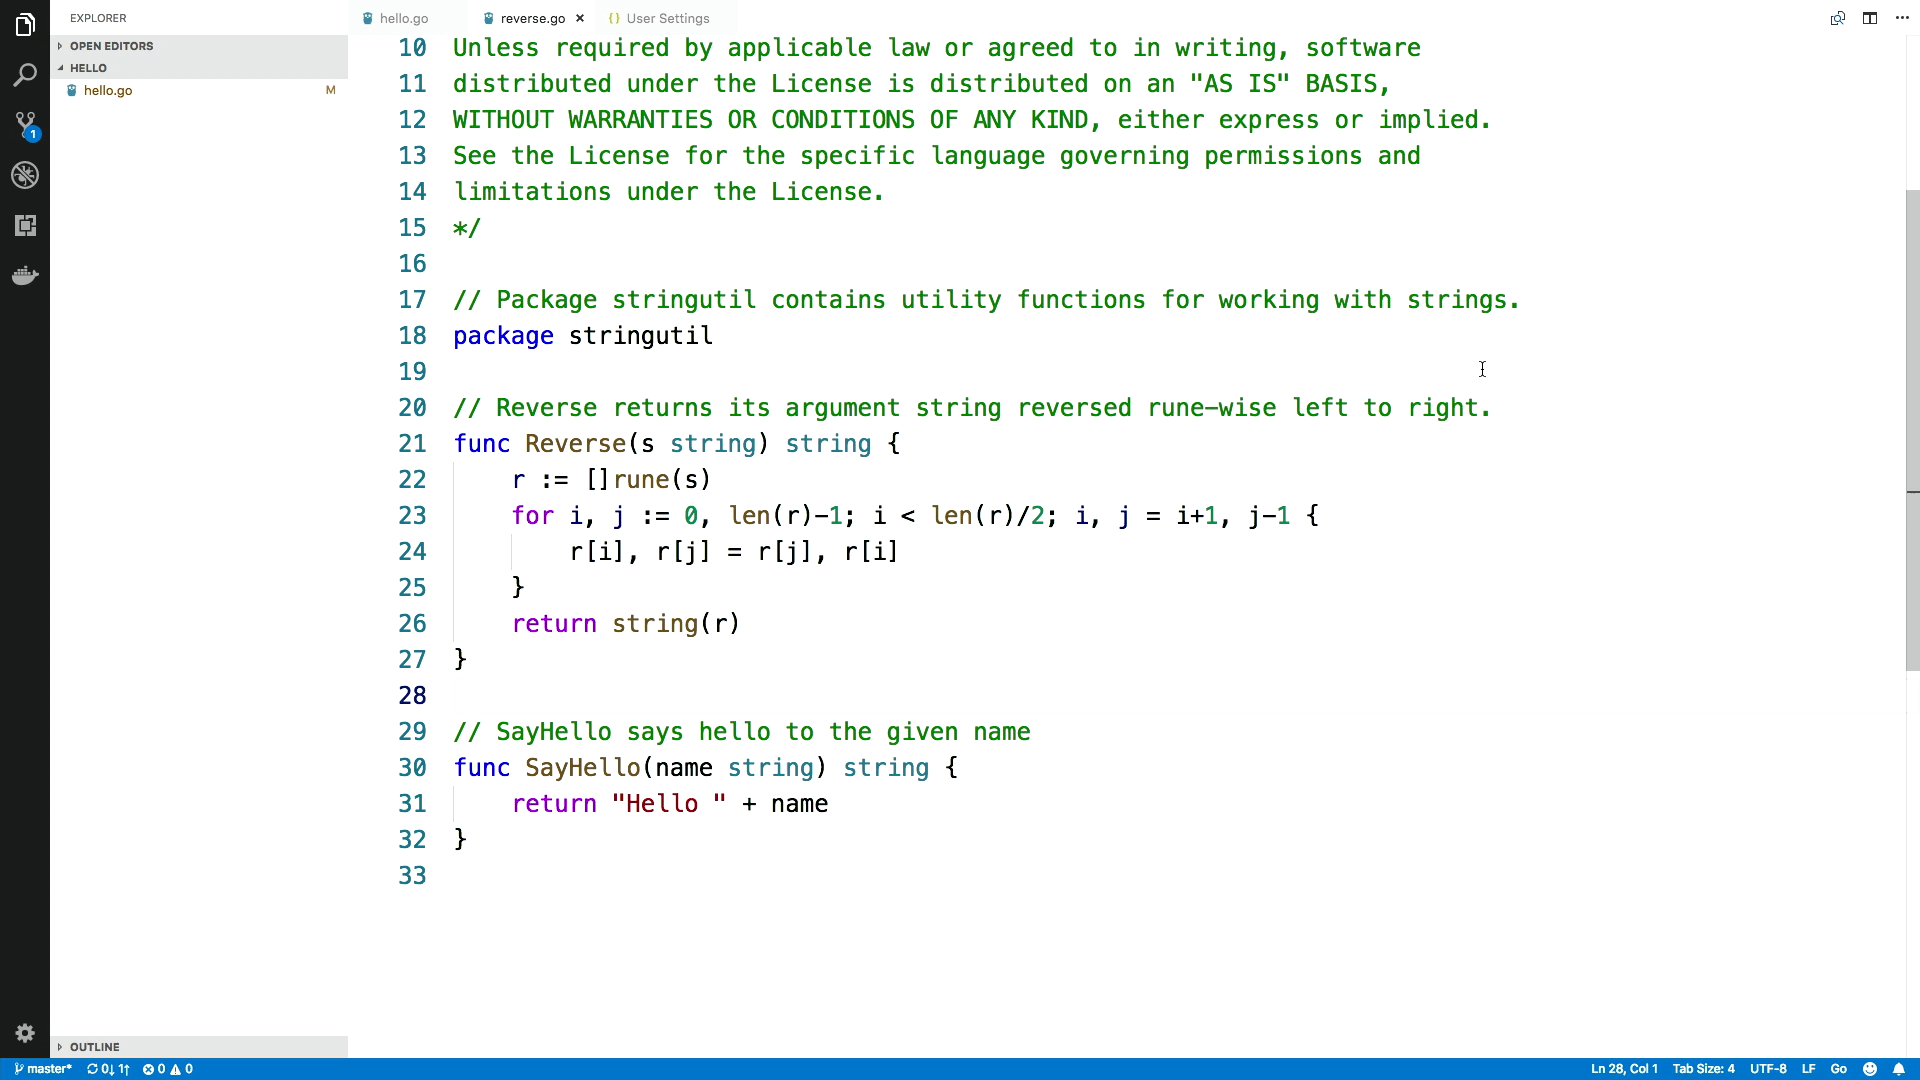 EXPLORER
OPEN EDITORS
HELLO
hello.go M
1
OUTLINE
hello.go reverse.go × {} User Settings
10 Unless required by applicable law or agreed to in writing, software
11 distributed under the License is distributed on an "AS IS" BASIS,
12 WITHOUT WARRANTIES OR CONDITIONS OF ANY KIND, either express or implied.
13 See the License for the specific language governing permissions and
14 limitations under the License.
15 */
16
17 // Package stringutil contains utility functions for working with strings.
18 package stringutil
19
20 // Reverse returns its argument string reversed rune-wise left to right.
21 func Reverse(s string) string {
22     r := []rune(s)
23     for i, j := 0, len(r)-1; i < len(r)/2; i, j = i+1, j-1 {
24         r[i], r[j] = r[j], r[i]
25     }
26     return string(r)
27 }
28
29 // SayHello says hello to the given name
30 func SayHello(name string) string {
31     return "Hello " + name
32 }
33
master* 0↓ 1↑ 0 0 Ln 28, Col 1 Tab Size: 4 UTF-8 LF Go